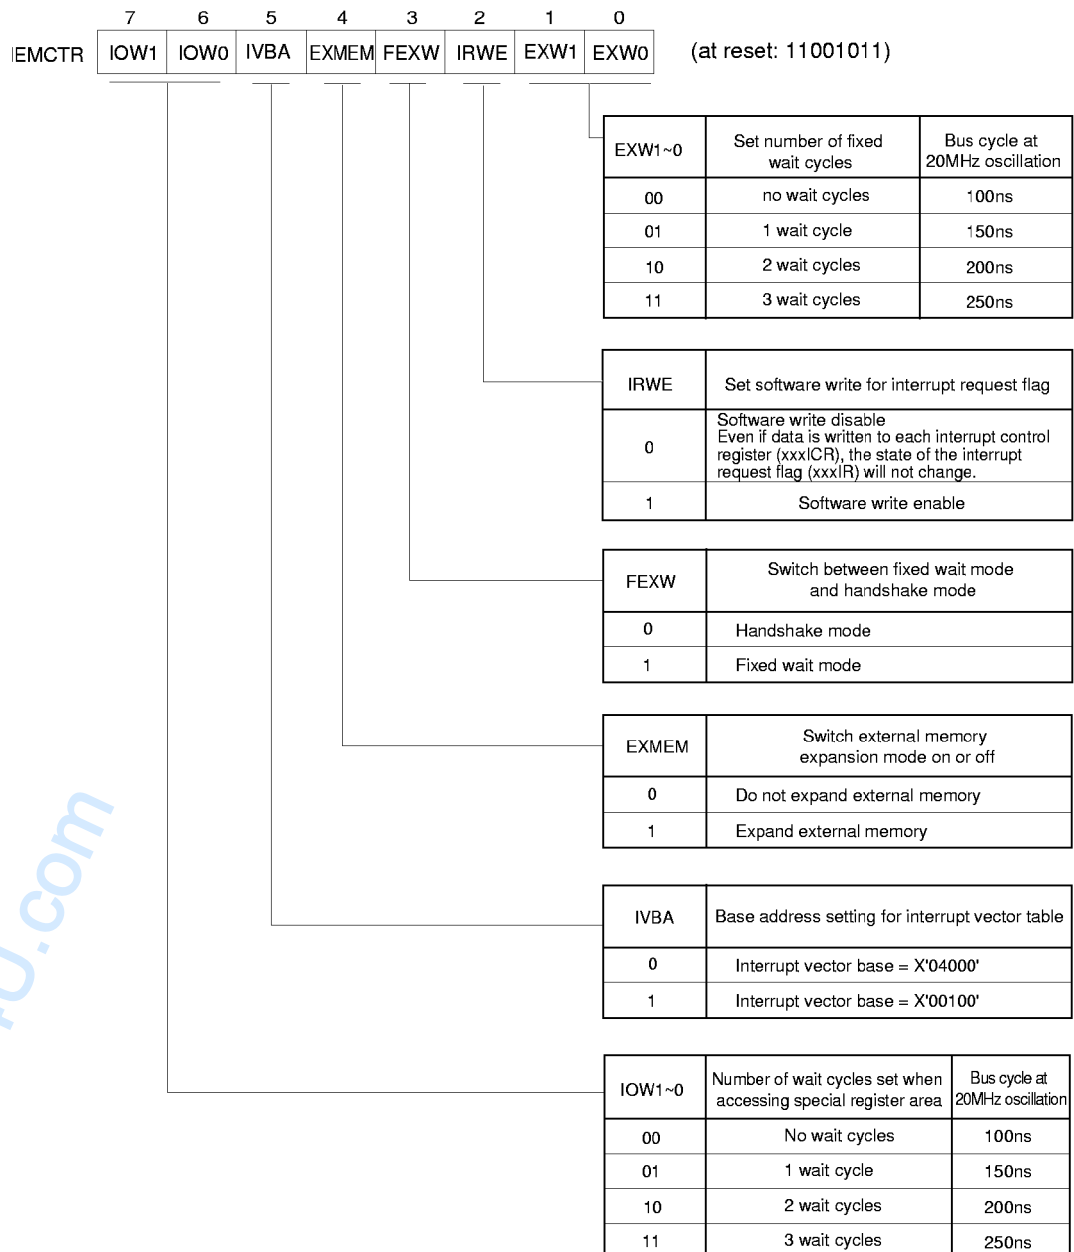 7 6 5 4 3 2 1 0
IEMCTR IOW1 IOW0 IVBA EXMEM FEXW IRWE EXW1 EXW0 (at reset: 11001011)
EXW1~0 Set number of fixed wait cycles Bus cycle at 20MHz oscillation
00 no wait cycles 100ns
01 1 wait cycle 150ns
10 2 wait cycles 200ns
11 3 wait cycles 250ns
IRWE Set software write for interrupt request flag
0 Software write disable
Even if data is written to each interrupt control
register (xxxICR), the state of the interrupt
request flag (xxxIR) will not change.
1 Software write enable
FEXW Switch between fixed wait mode
and handshake mode
0 Handshake mode
1 Fixed wait mode
EXMEM Switch external memory
expansion mode on or off
0 Do not expand external memory
1 Expand external memory
IVBA Base address setting for interrupt vector table
0 Interrupt vector base = X'04000'
1 Interrupt vector base = X'00100'
IOW1~0 Number of wait cycles set when accessing special register area Bus cycle at 20MHz oscillation
00 No wait cycles 100ns
01 1 wait cycle 150ns
10 2 wait cycles 200ns
11 3 wait cycles 250ns
U.com